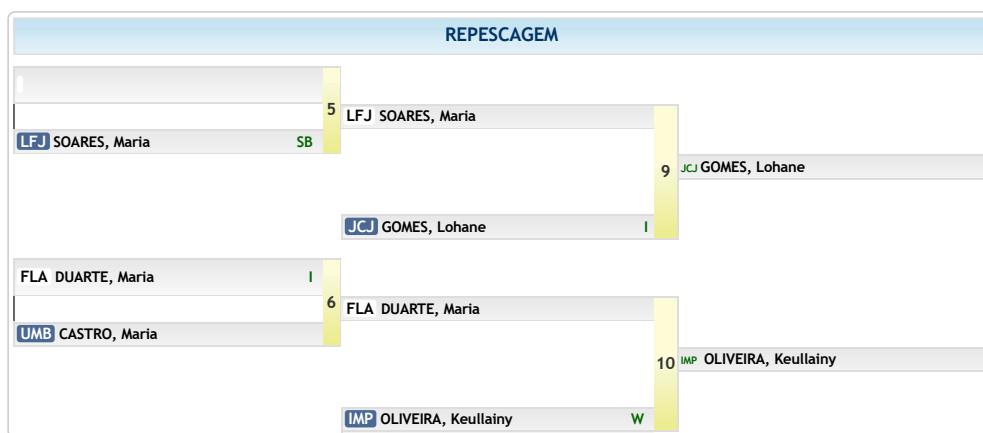 REPESCAGEM
5
LFJ SOARES, Maria SB
LFJ SOARES, Maria
9
JCJ GOMES, Lohane
JCJ GOMES, Lohane I
FLA DUARTE, Maria I
6
UMB CASTRO, Maria
FLA DUARTE, Maria
10
IMP OLIVEIRA, Keullainy
IMP OLIVEIRA, Keullainy W